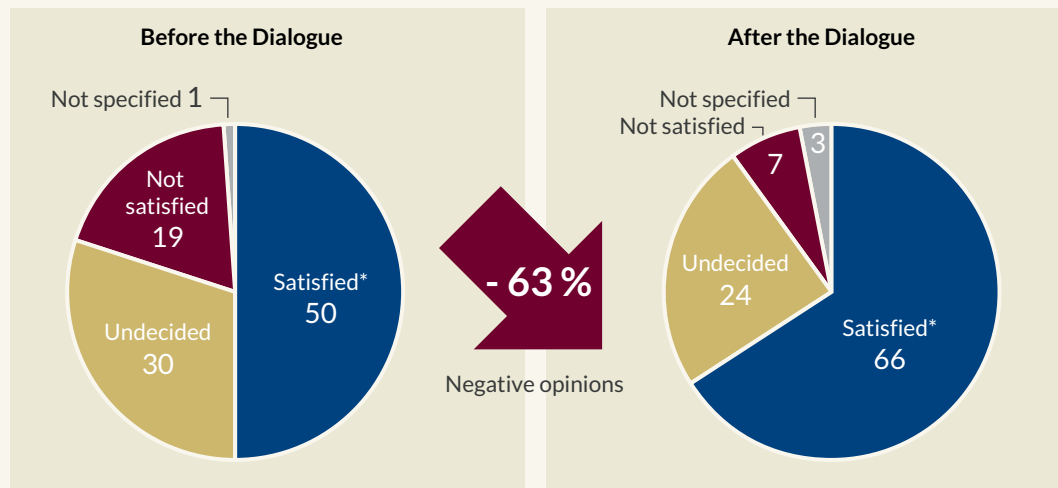 Before the Dialogue
Not specified 1
Not
satisfied
19
Satisfied*
50
Undecided
30
- 63 %
Negative opinions
After the Dialogue
Not specified
Not satisfied
3
7
Undecided
24
Satisfied*
66